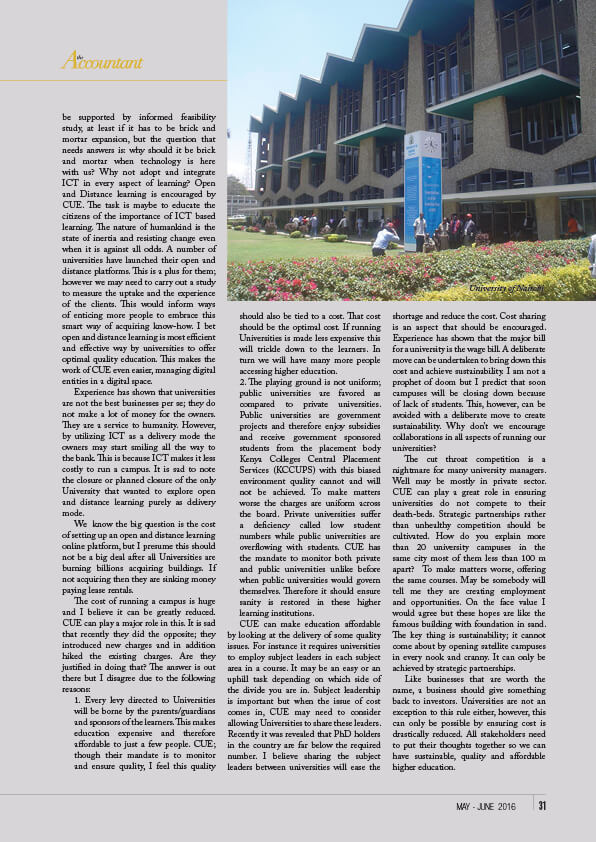 the
Accountant
be supported by informed feasibility
study, at least if it has to be brick and
mortar expansion, but the question that
needs answers is: why should it be brick
and mortar when technology is here
with us? Why not adopt and integrate
ICT in every aspect of learning? Open
and Distance learning is encouraged by
CUE. The task is maybe to educate the
citizens of the importance of ICT based
learning. The nature of humankind is the
state of inertia and resisting change even
when it is against all odds. A number of
universities have launched their open and
distance platforms. This is a plus for them;
however we may need to carry out a study
to measure the uptake and the experience
of the clients. This would inform ways
of enticing more people to embrace this
smart way of acquiring know-how. I bet
open and distance learning is most efficient
and effective way by universities to offer
optimal quality education. This makes the
work of CUE even easier, managing digital
entities in a digital space.
Experience has shown that universities
are not the best businesses per se; they do
not make a lot of money for the owners.
They are a service to humanity. However,
by utilizing ICT as a delivery mode the
owners may start smiling all the way to
the bank. This is because ICT makes it less
costly to run a campus. It is sad to note
the closure or planned closure of the only
University that wanted to explore open
and distance learning purely as delivery
mode.
We know the big question is the cost
of setting up an open and distance learning
online platform, but I presume this should
not be a big deal after all Universities are
burning billions acquiring buildings. If
not acquiring then they are sinking money
paying lease rentals.
The cost of running a campus is huge
and I believe it can be greatly reduced.
CUE can play a major role in this. It is sad
that recently they did the opposite; they
introduced new charges and in addition
hiked the existing charges. Are they
justified in doing that? The answer is out
there but I disagree due to the following
reasons:
1. Every levy directed to Universities
will be borne by the parents/guardians
and sponsors of the learners. This makes
education expensive and therefore
affordable to just a few people. CUE;
though their mandate is to monitor
and ensure quality, I feel this quality
University of Nairobi
should also be tied to a cost. That cost
should be the optimal cost. If running
Universities is made less expensive this
will trickle down to the learners. In
turn we will have many more people
accessing higher education.
2. The playing ground is not uniform;
public universities are favored as
compared to private universities.
Public universities are government
projects and therefore enjoy subsidies
and receive government sponsored
students from the placement body
Kenya Colleges Central Placement
Services (KCCUPS) with this biased
environment quality cannot and will
not be achieved. To make matters
worse the charges are uniform across
the board. Private universities suffer
a deficiency called low student
numbers while public universities are
overflowing with students. CUE has
the mandate to monitor both private
and public universities unlike before
when public universities would govern
themselves. Therefore it should ensure
sanity is restored in these higher
learning institutions.
CUE can make education affordable
by looking at the delivery of some quality
issues. For instance it requires universities
to employ subject leaders in each subject
area in a course. It may be an easy or an
uphill task depending on which side of
the divide you are in. Subject leadership
is important but when the issue of cost
comes in, CUE may need to consider
allowing Universities to share these leaders.
Recently it was revealed that PhD holders
in the country are far below the required
number. I believe sharing the subject
leaders between universities will ease the
shortage and reduce the cost. Cost sharing
is an aspect that should be encouraged.
Experience has shown that the major bill
for a university is the wage bill. A deliberate
move can be undertaken to bring down this
cost and achieve sustainability. I am not a
prophet of doom but I predict that soon
campuses will be closing down because
of lack of students. This, however, can be
avoided with a deliberate move to create
sustainability. Why don't we encourage
collaborations in all aspects of running our
universities?
The cut throat competition is a
nightmare for many university managers.
Well may be mostly in private sector.
CUE can play a great role in ensuring
universities do not compete to their
death-beds. Strategic partnerships rather
than unhealthy competition should be
cultivated. How do you explain more
than 20 university campuses in the
same city most of them less than 100 m
apart? To make matters worse, offering
the same courses. May be somebody will
tell me they are creating employment
and opportunities. On the face value I
would agree but these hopes are like the
famous building with foundation in sand.
The key thing is sustainability; it cannot
come about by opening satellite campuses
in every nook and cranny. It can only be
achieved by strategic partnerships.
Like businesses that are worth the
name, a business should give something
back to investors. Universities are not an
exception to this rule either, however, this
can only be possible by ensuring cost is
drastically reduced. All stakeholders need
to put their thoughts together so we can
have sustainable, quality and affordable
higher education.
MAY - JUNE 2016 31